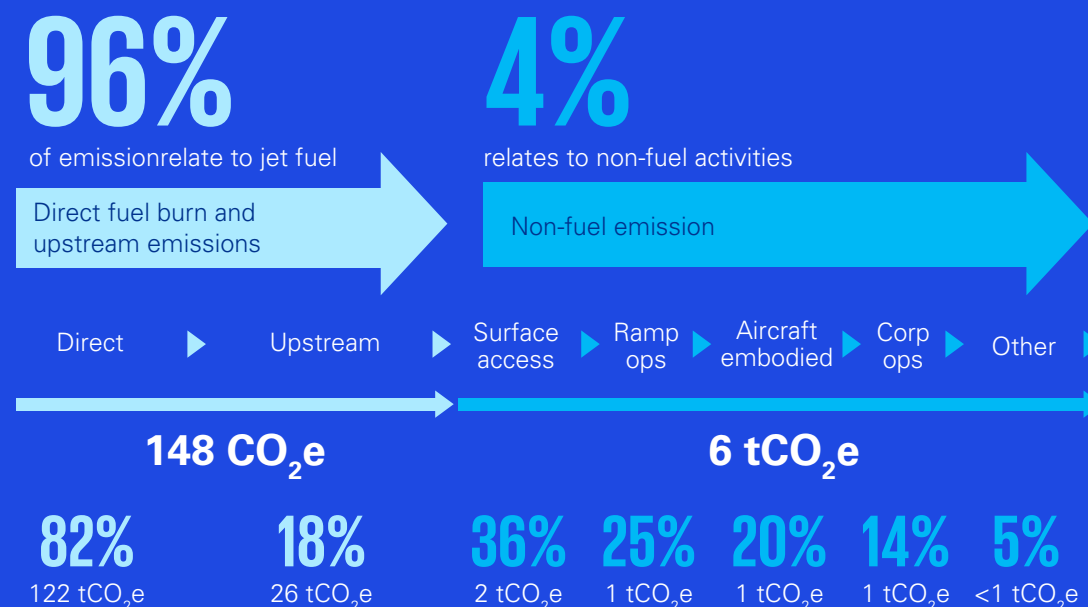 96%
of emissionrelate to jet fuel
Direct fuel burn and
upstream emissions
4%
relates to non-fuel activities
Non-fuel emission
Direct
Upstream
Surface
access
Ramp
ops
Aircraft
embodied
Corp
ops
Other
148 CO₂e
6 tCO₂e
82%
122 tCO₂e
18%
26 tCO₂e
36%
2 tCO₂e
25%
1 tCO₂e
20%
1 tCO₂e
14%
1 tCO₂e
5%
<1 tCO₂e